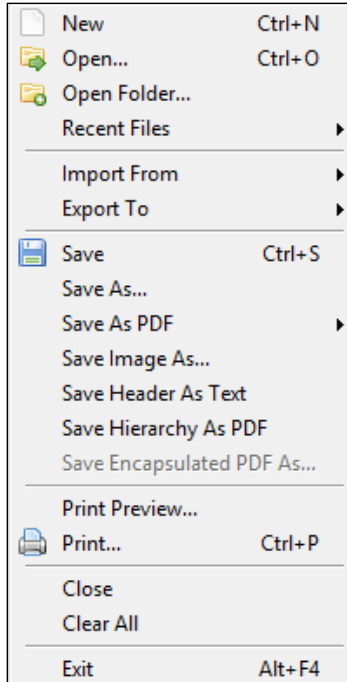 New Ctrl+N
Open... Ctrl+O
Open Folder...
Recent Files
Import From
Export To
Save Ctrl+S
Save As...
Save As PDF
Save Image As...
Save Header As Text
Save Hierarchy As PDF
Save Encapsulated PDF As...
Print Preview...
Print... Ctrl+P
Close
Clear All
Exit Alt+F4